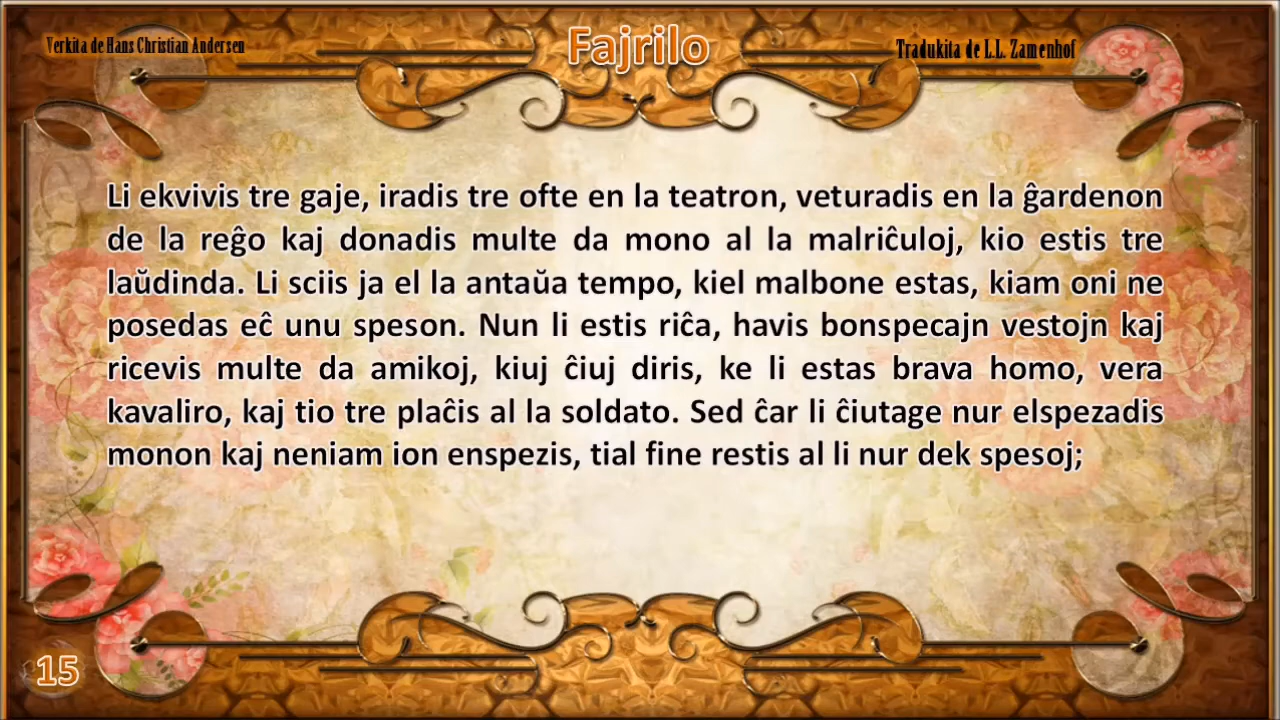 Verkita de Hans Christian Andersen
Fajrilo
Tradukita de L.L. Zamenhof
Li ekvivis tre gaje, iradis tre ofte en la teatron, veturadis en la ĝardenon
de la reĝo kaj donadis multe da mono al la malriĉuloj, kio estis tre
laŭdinda. Li sciis ja el la antaŭa tempo, kiel malbone estas, kiam oni ne
posedas eĉ unu speson. Nun li estis riĉa, havis bonspecajn vestojn kaj
ricevis multe da amikoj, kiuj ĉiuj diris, ke li estas brava homo, vera
kavaliro, kaj tio tre plaĉis al la soldato. Sed ĉar li ĉiutage nur elspezadis
monon kaj neniam ion enspezis, tial fine restis al li nur dek spesoj;
15